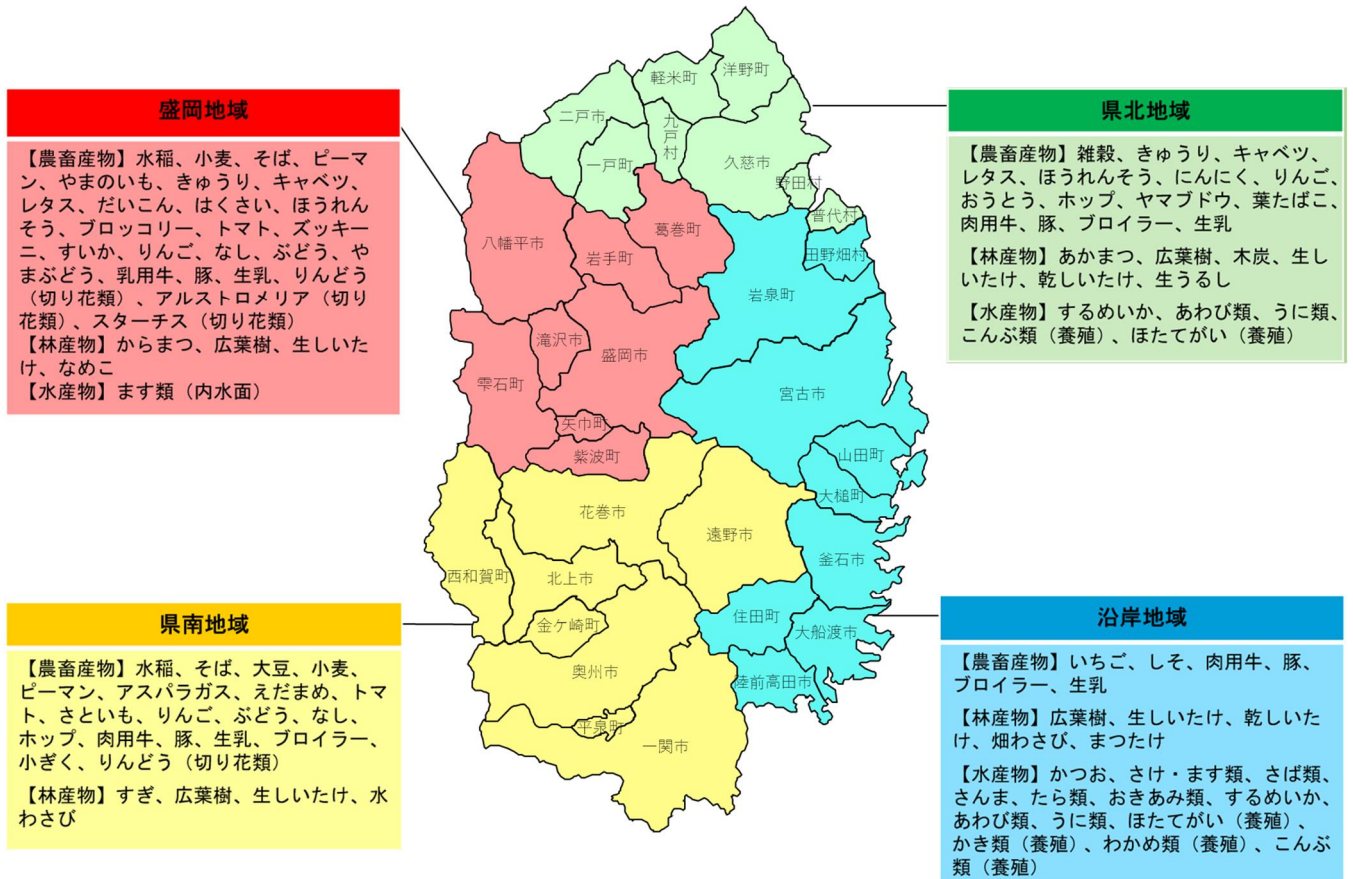 盛岡地域
【農畜産物】水稲、小麦、そば、ピーマ
ン、やまのいも、きゅうり、キャベツ、
レタス、だいこん、はくさい、ほうれん
そう、ブロッコリー、トマト、ズッキー
ニ、すいか、りんご、なし、ぶどう、や
まぶどう、乳用牛、豚、生乳、りんどう
（切り花類）、アルストロメリア（切り
花類）、スターチス（切り花類）
【林産物】からまつ、広葉樹、生しいた
け、なめこ
【水産物】ます類（内水面）
県北地域
【農畜産物】雑穀、きゅうり、キャベツ、
レタス、ほうれんそう、にんにく、りんご、
おうとう、ホップ、ヤマブドウ、葉たばこ、
肉用牛、豚、ブロイラー、生乳
【林産物】あかまつ、広葉樹、木炭、生し
いたけ、乾しいたけ、生うるし
【水産物】するめいか、あわび類、うに類、
こんぶ類（養殖）、ほたてがい（養殖）
洋野町
軽米町
二戸市
九戸村
一戸町
久慈市
野田村
普代村
葛巻町
八幡平市
岩手町
田野畑村
岩泉町
滝沢市
盛岡市
雫石町
宮古市
矢巾町
紫波町
山田町
大槌町
花巻市
遠野市
釜石市
西和賀町
北上市
金ケ崎町
住田町
大船渡市
奥州市
陸前高田市
平泉町
一関市
県南地域
【農畜産物】水稲、そば、大豆、小麦、
ピーマン、アスパラガス、えだまめ、トマ
ト、さといも、りんご、ぶどう、なし、
ホップ、肉用牛、豚、生乳、ブロイラー、
小ぎく、りんどう（切り花類）
【林産物】すぎ、広葉樹、生しいたけ、水
わさび
沿岸地域
【農畜産物】いちご、しそ、肉用牛、豚、
ブロイラー、生乳
【林産物】広葉樹、生しいたけ、乾しいた
け、畑わさび、まつたけ
【水産物】かつお、さけ・ます類、さば類、
さんま、たら類、おきあみ類、するめいか、
あわび類、うに類、ほたてがい（養殖）、
かき類（養殖）、わかめ類（養殖）、こんぶ
類（養殖）